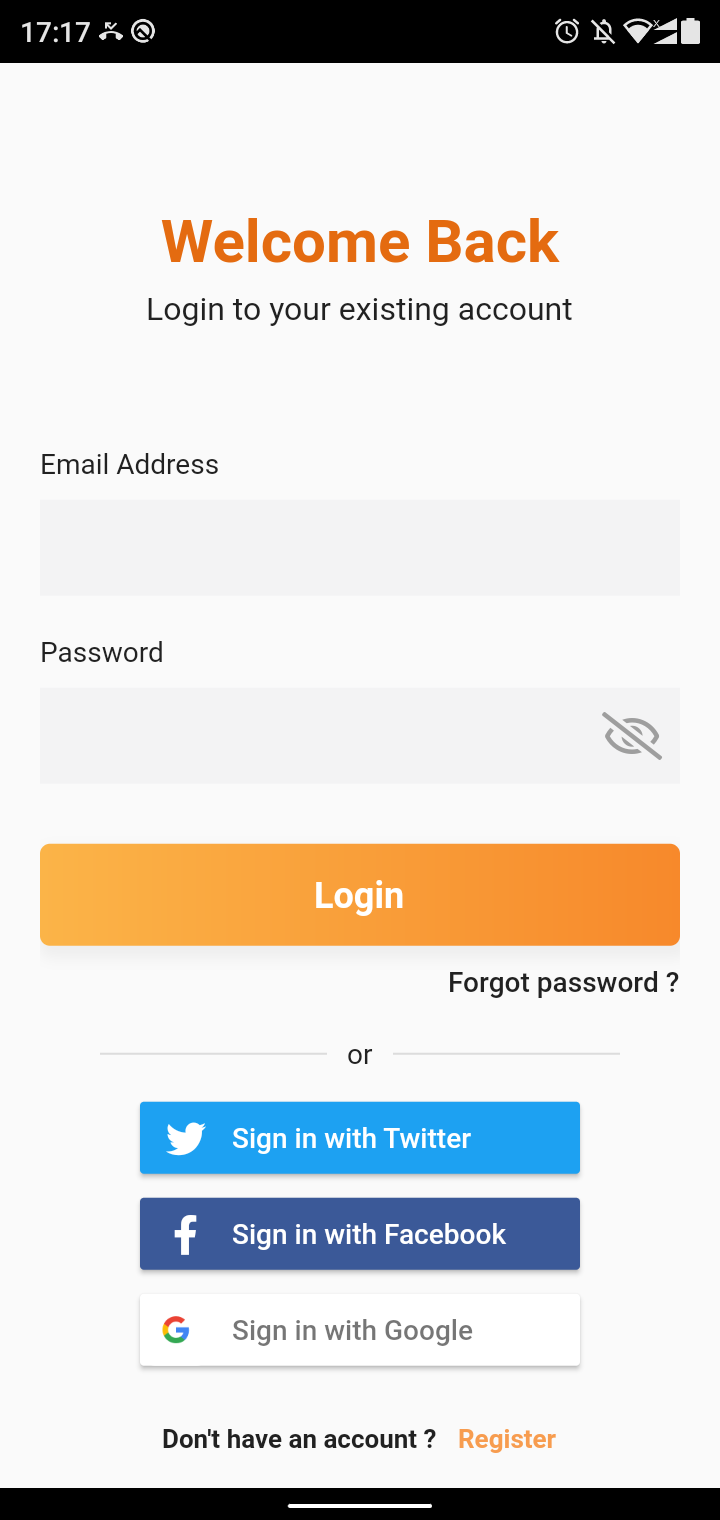 17:17
Welcome Back
Login to your existing account
Email Address
Password
Login
Forgot password ?
or
Sign in with Twitter
Sign in with Facebook
Sign in with Google
Don't have an account ? Register